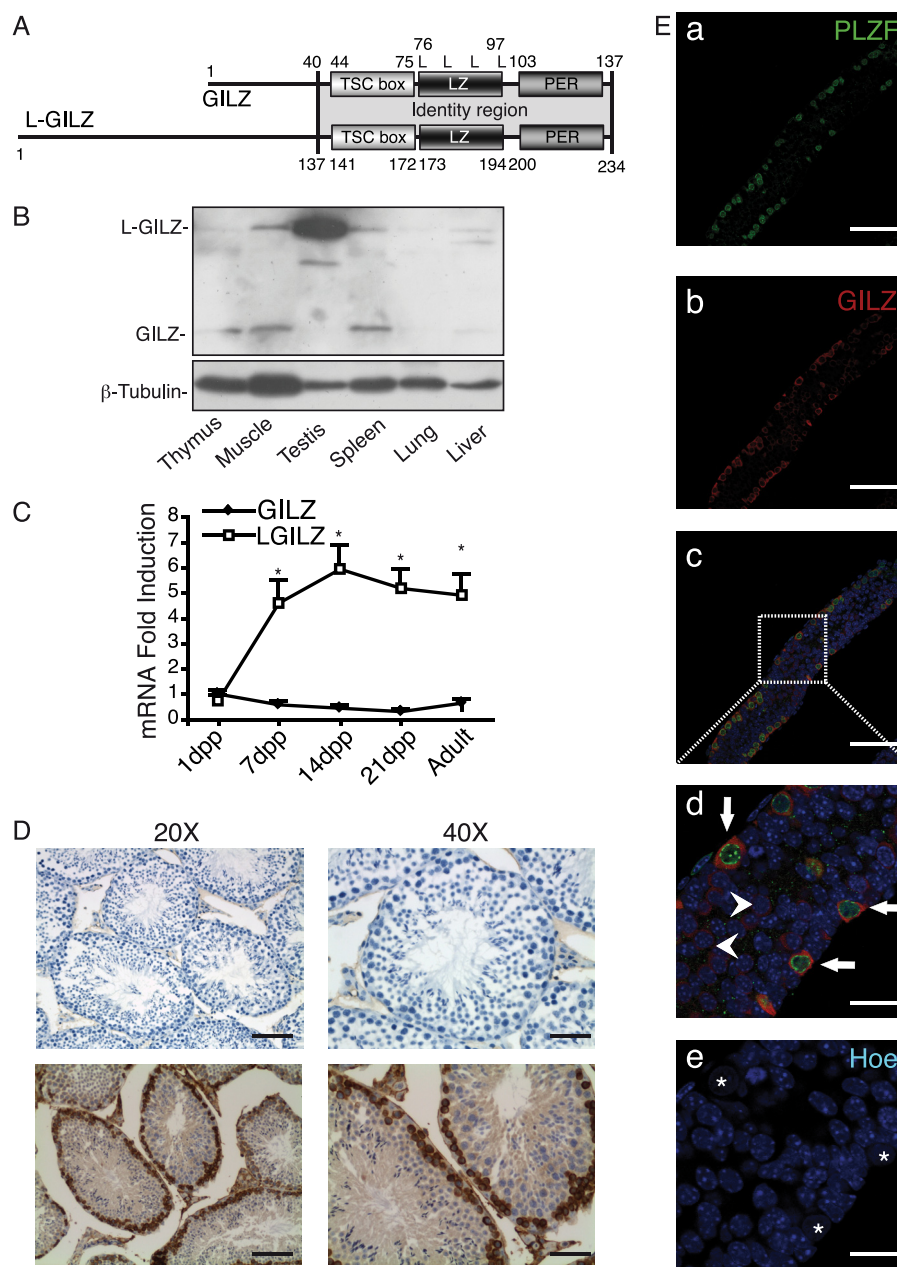 A
1
40
44
75
76
L
L
L
97
L
103
137
TSC box
LZ
PER
GILZ
Identity region
L-GILZ
1
TSC box
LZ
PER
137
141
172
173
194
200
234
B
L-GILZ-
GILZ-
β-Tubulin-
Thymus
Muscle
Testis
Spleen
Lung
Liver
C
mRNA Fold Induction
8
7
6
5
4
3
2
1
0
GILZ
LGILZ
*
*
*
*
1dpp
7dpp
14dpp
21dpp
Adult
D
20X
40X
E
a
PLZF
b
GILZ
c
d
e
Hoe
*
*
*